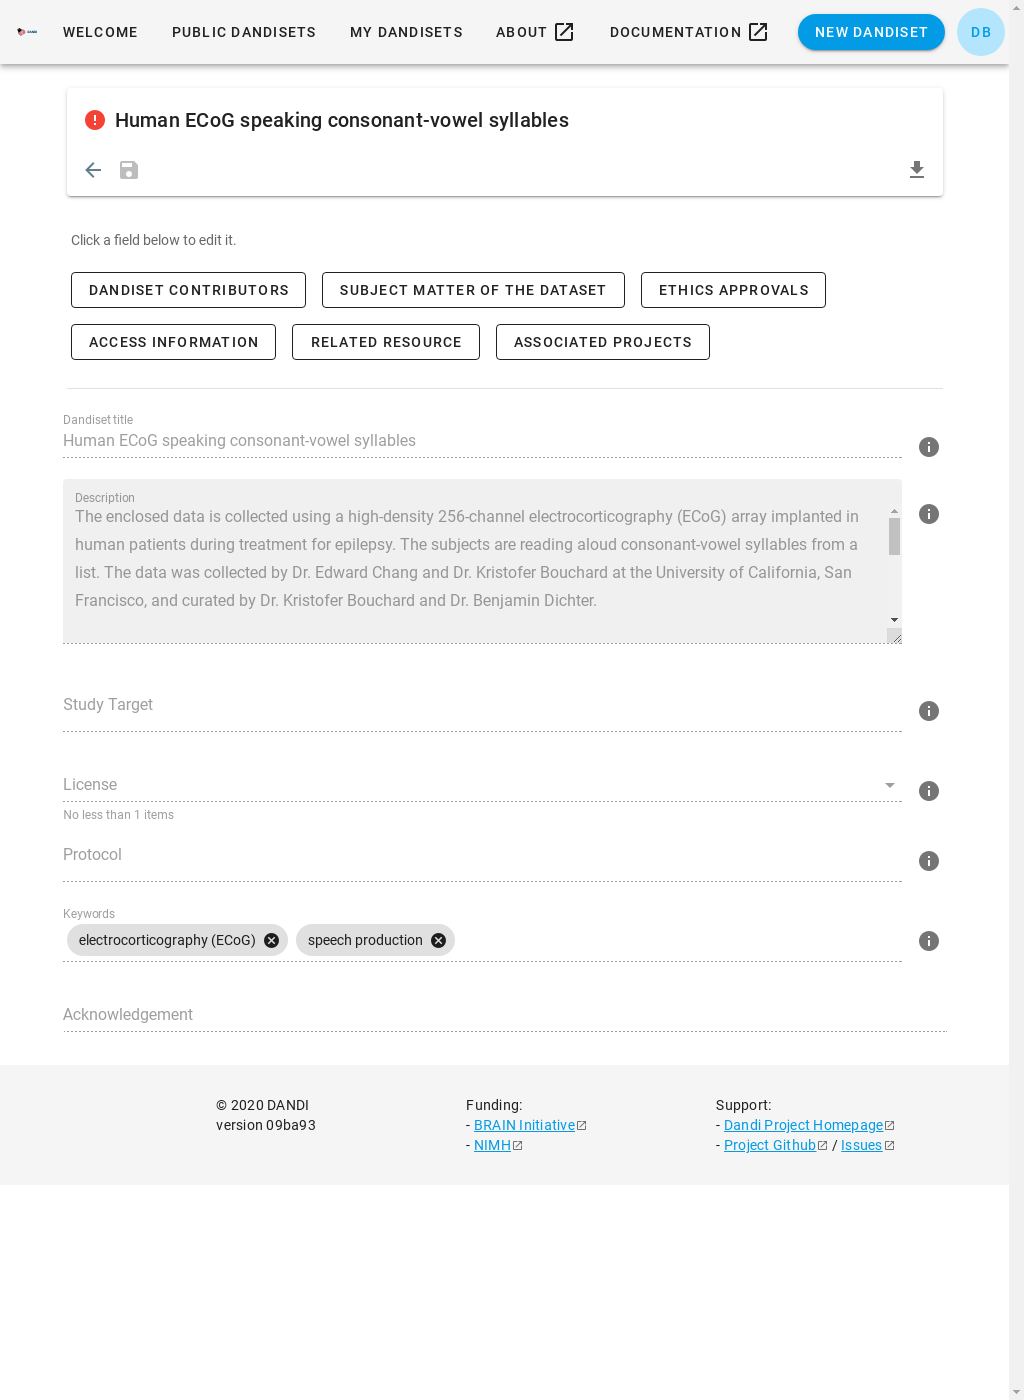 WELCOME PUBLIC DANDISETS MY DANDISETS ABOUT DOCUMENTATION NEW DANDISET DB
Human ECoG speaking consonant-vowel syllables
Click a field below to edit it.
DANDISET CONTRIBUTORS SUBJECT MATTER OF THE DATASET ETHICS APPROVALS
ACCESS INFORMATION RELATED RESOURCE ASSOCIATED PROJECTS
Dandiset title
Human ECoG speaking consonant-vowel syllables
Description
The enclosed data is collected using a high-density 256-channel electrocorticography (ECoG) array implanted in
human patients during treatment for epilepsy. The subjects are reading aloud consonant-vowel syllables from a
list. The data was collected by Dr. Edward Chang and Dr. Kristofer Bouchard at the University of California, San
Francisco, and curated by Dr. Kristofer Bouchard and Dr. Benjamin Dichter.
Study Target
License
No less than 1 items
Protocol
Keywords
electrocorticography (ECoG) speech production
Acknowledgement
© 2020 DANDI
version 09ba93
Funding:
- BRAIN Initiative
- NIMH
Support:
- Dandi Project Homepage
- Project Github / Issues